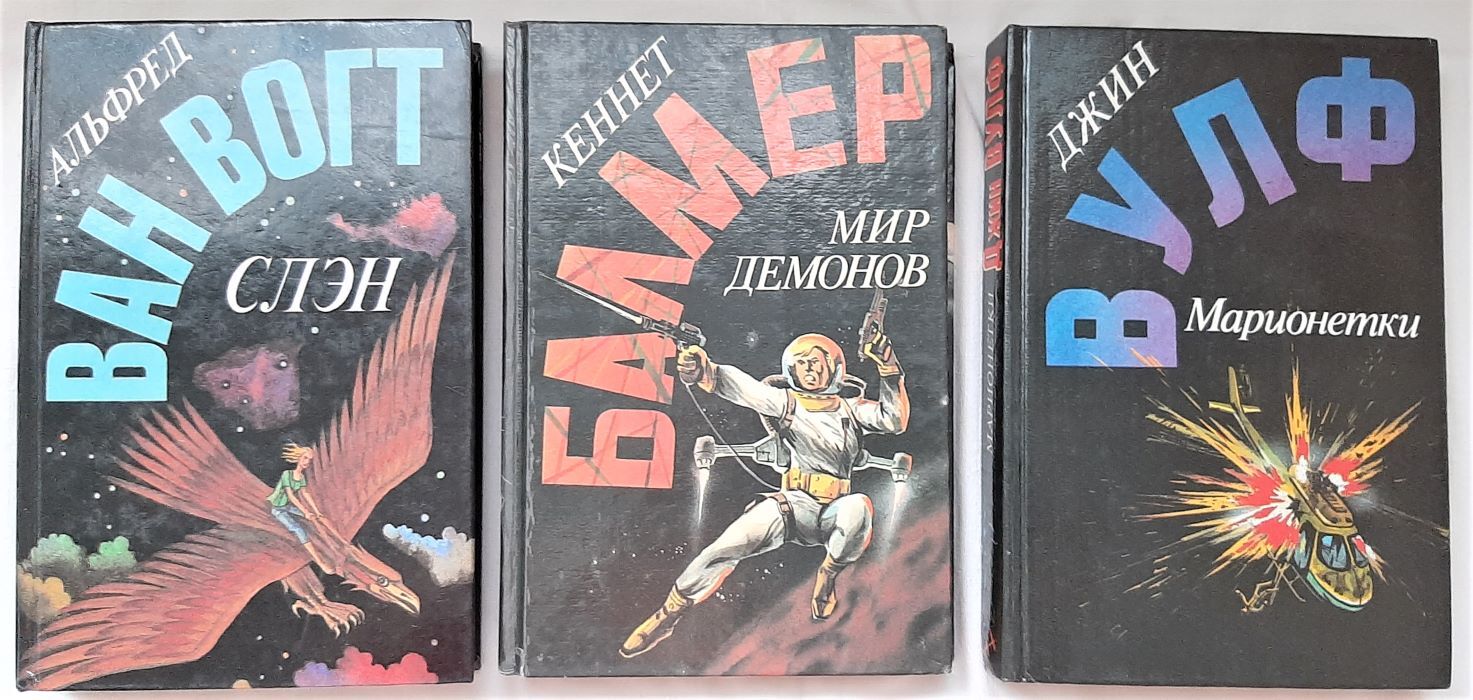 АЛЬФРЕД
ВАН ВОГТ
СЛЭН
КЕННЕТ
БАЛМЕР
МИР
ДЕМОНОВ
ДЖИН
ВУЛФ
Марионетки
ДЖИН ВУЛФ
МАРИОНЕТКИ